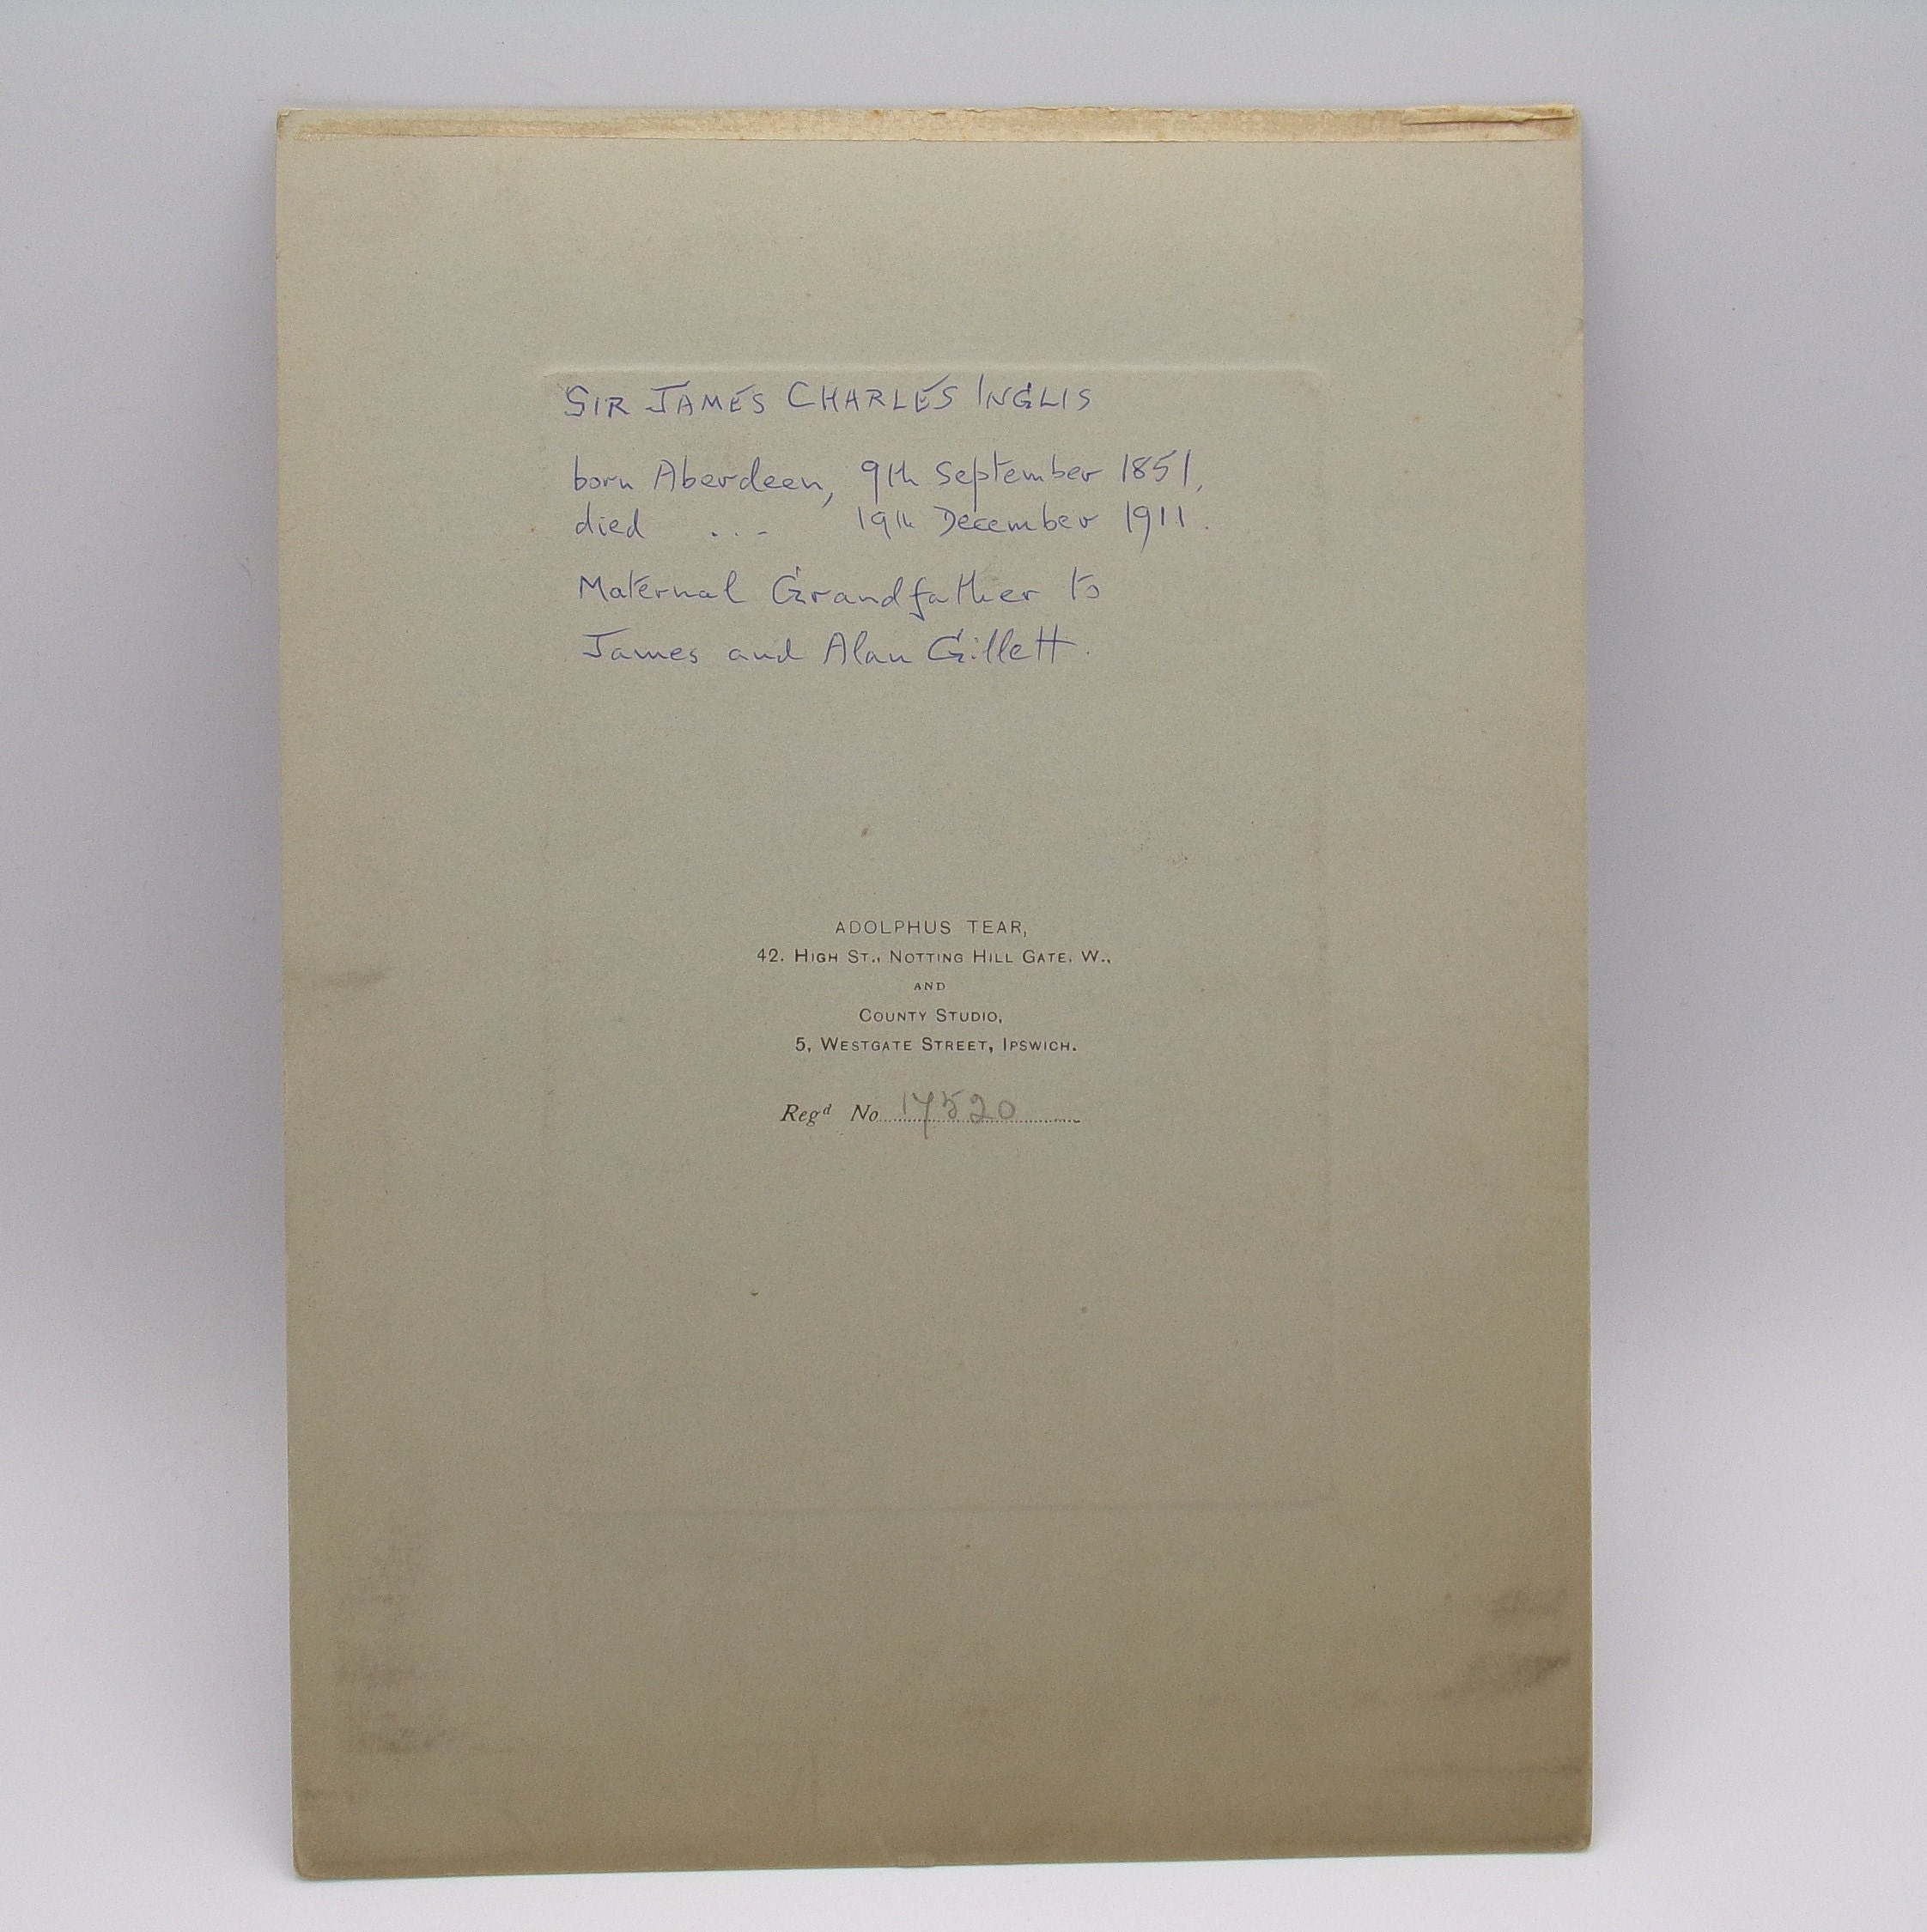 SIR JAMES CHARLES INGLIS
born Aberdeen, 9th September 1851,
died ... 19th December 1911.
Maternal Grandfather to
James and Alan Gillett.
ADOLPHUS TEAR,
42. HIGH ST., NOTTING HILL GATE. W.,
AND
COUNTY STUDIO,
5, WESTGATE STREET, IPSWICH.
Regd No 17520